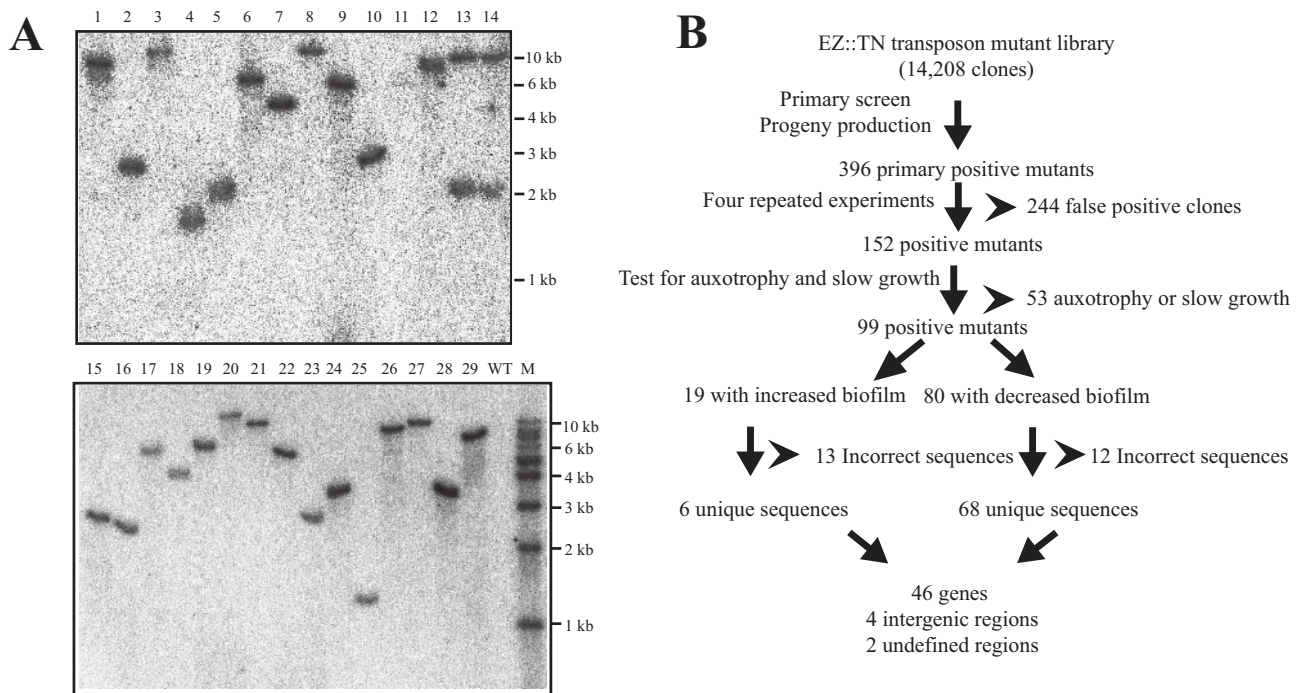 A
1 2 3 4 5 6 7 8 9 10 11 12 13 14
10 kb
6 kb
4 kb
3 kb
2 kb
1 kb
15 16 17 18 19 20 21 22 23 24 25 26 27 28 29 WT M
10 kb
6 kb
4 kb
3 kb
2 kb
1 kb
B
EZ::TN transposon mutant library
(14,208 clones)
Primary screen
Progeny production
396 primary positive mutants
Four repeated experiments
244 false positive clones
152 positive mutants
Test for auxotrophy and slow growth
53 auxotrophy or slow growth
99 positive mutants
19 with increased biofilm
80 with decreased biofilm
13 Incorrect sequences
12 Incorrect sequences
6 unique sequences
68 unique sequences
46 genes
4 intergenic regions
2 undefined regions